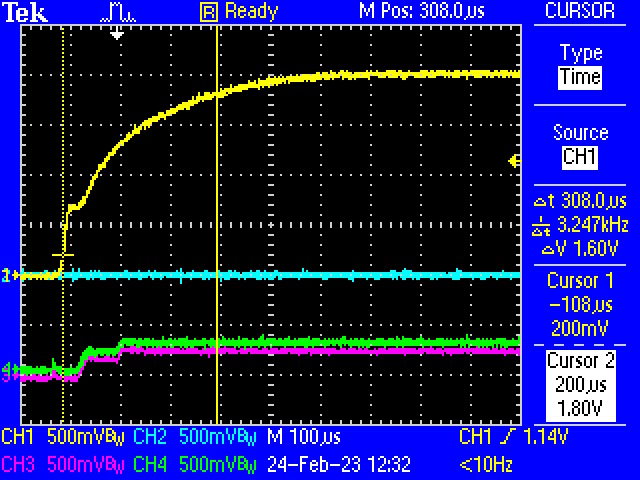 Tek R Ready M Pos: 308.0µs CURSOR
Type
Time
Source
CH1
Δt 308.0µs
1/Δt 3.247kHz
ΔV 1.60V
Cursor 1
-108µs
200mV
Cursor 2
200µs
1.80V
CH1 500mVBw CH2 500mVBw M 100µs CH1 1.14V
CH3 500mVBw CH4 500mVBw 24-Feb-23 12:32 <10Hz